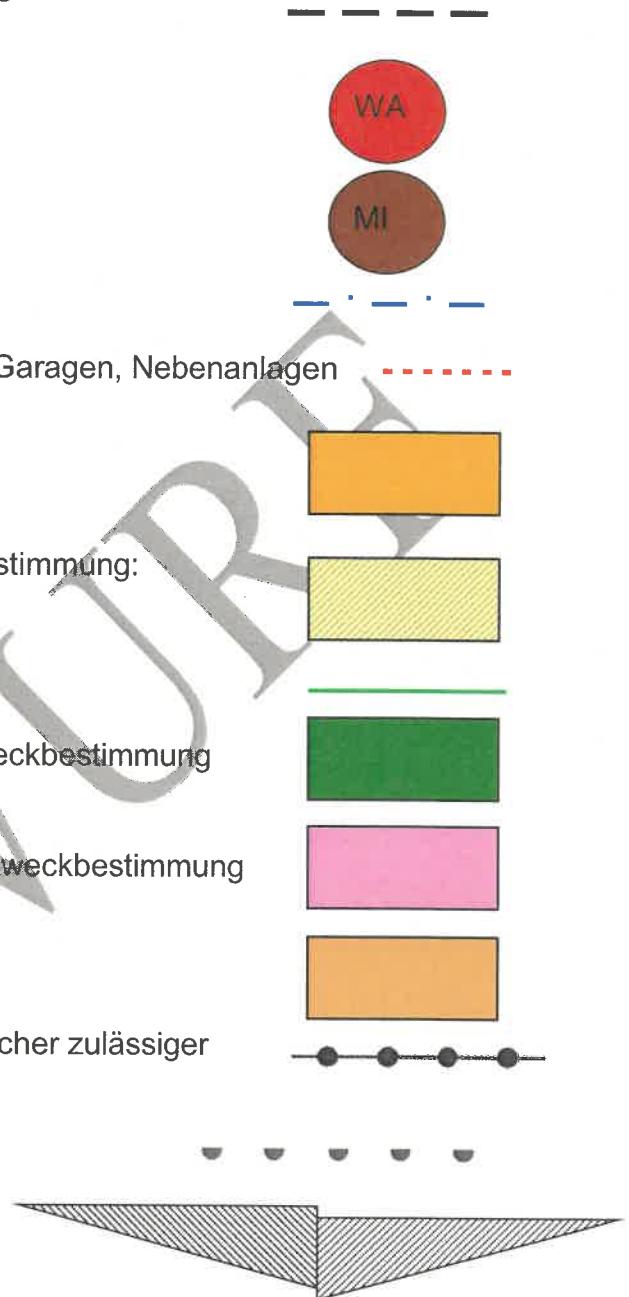 WA
MI
Garagen, Nebenanlagen
stimmung:
eckbestimmung
weckbestimmung
cher zulässiger